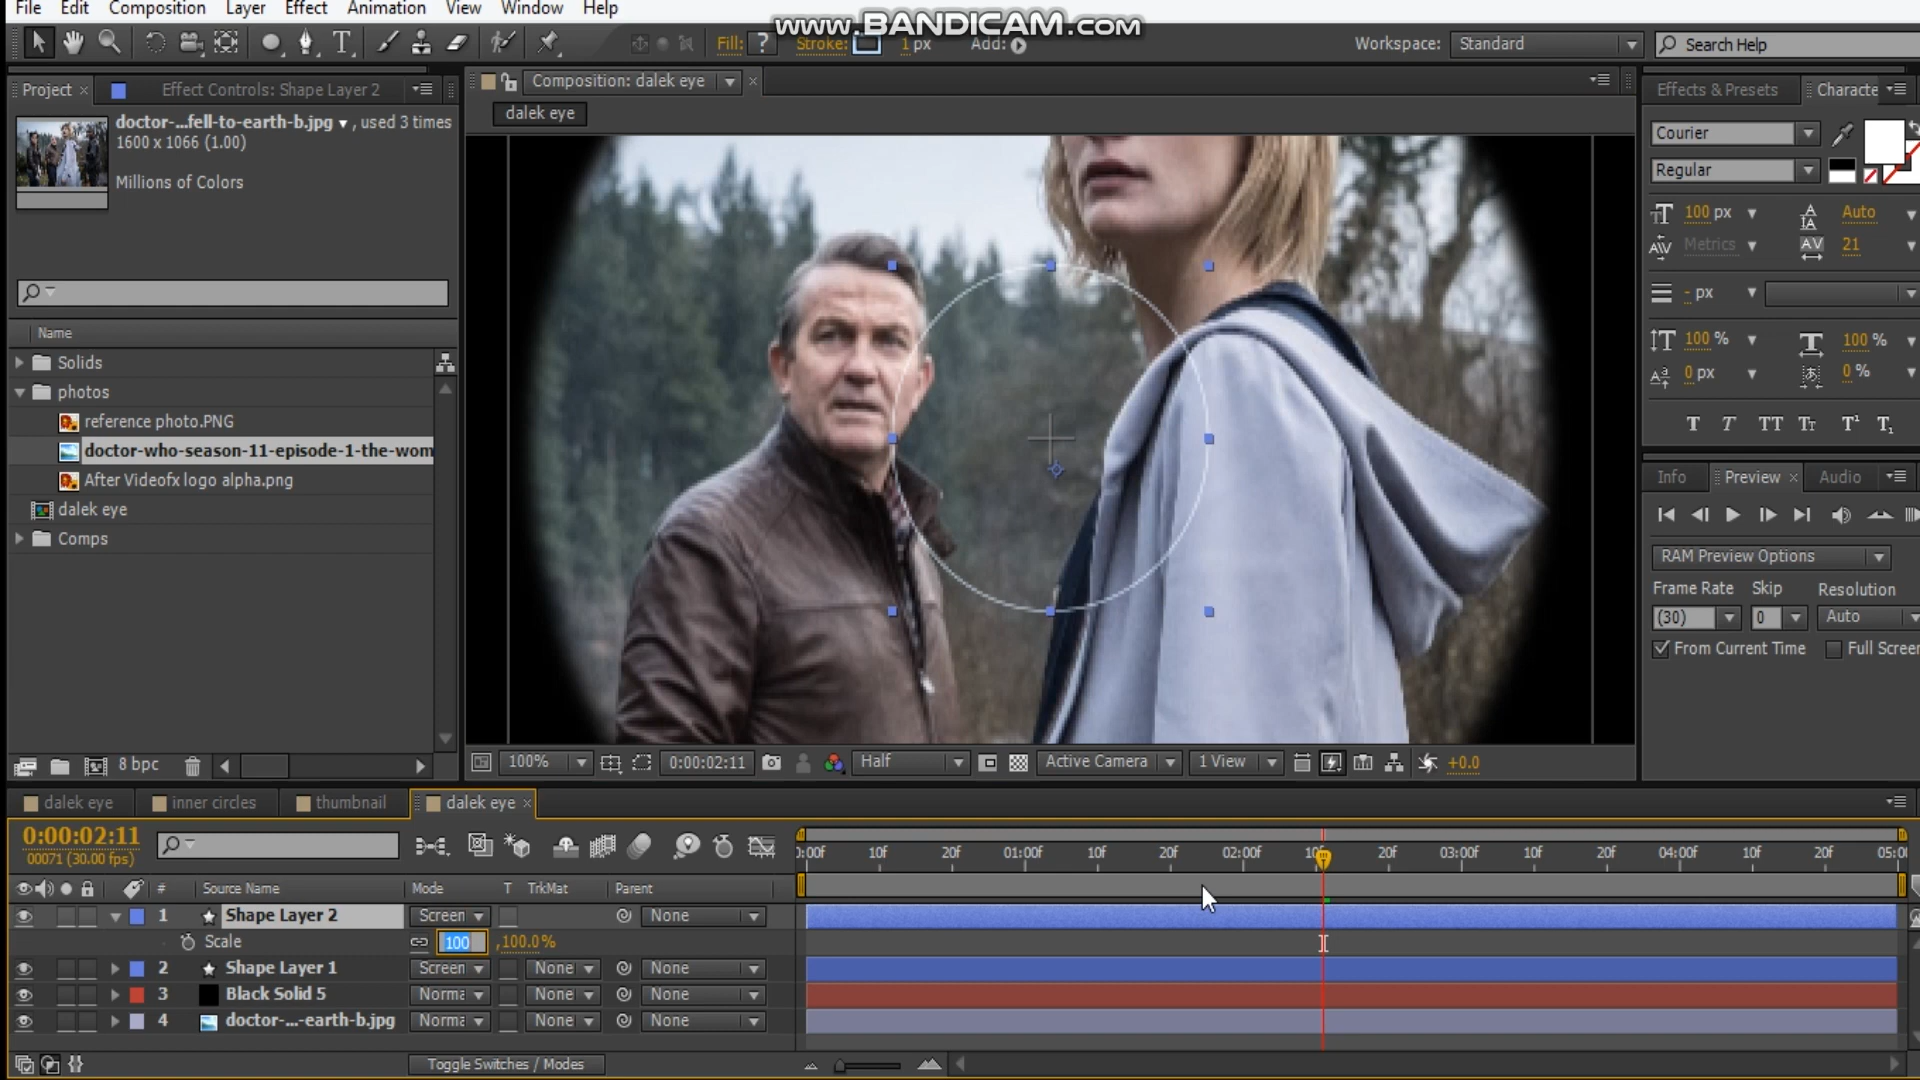 File Edit Composition Layer Effect Animation View Window Help
www.BANDICAM.com
Fill: ? Stroke: 1 px Add:
Workspace: Standard
Search Help
Project × Effect Controls: Shape Layer 2
Composition: dalek eye ×
Effects & Presets Characte
dalek eye
doctor-...fell-to-earth-b.jpg ▼ , used 3 times
1600 x 1066 (1.00)
Millions of Colors
Courier
Regular
100 px Auto
Metrics 21
- px
100 % 100 %
0 px 0 %
T T TT Tr T¹ T₁
Name
Solids
photos
reference photo.PNG
doctor-who-season-11-episode-1-the-wom
After Videofx logo alpha.png
dalek eye
Comps
Info Preview × Audio
RAM Preview Options
Frame Rate Skip Resolution
(30) 0 Auto
From Current Time Full Screen
8 bpc
100% 0:00:02:11 Half Active Camera 1 View +0.0
dalek eye inner circles thumbnail dalek eye ×
0:00:02:11
00071 (30.00 fps)
):00f 10f 20f 01:00f 10f 20f 02:00f 10f 20f 03:00f 10f 20f 04:00f 10f 20f 05:00
# Source Name Mode T TrkMat Parent
1 Shape Layer 2 Screen None
Scale 100 ,100.0%
2 Shape Layer 1 Screen None None
3 Black Solid 5 Norma None None
4 doctor-...-earth-b.jpg Norma None None
Toggle Switches / Modes